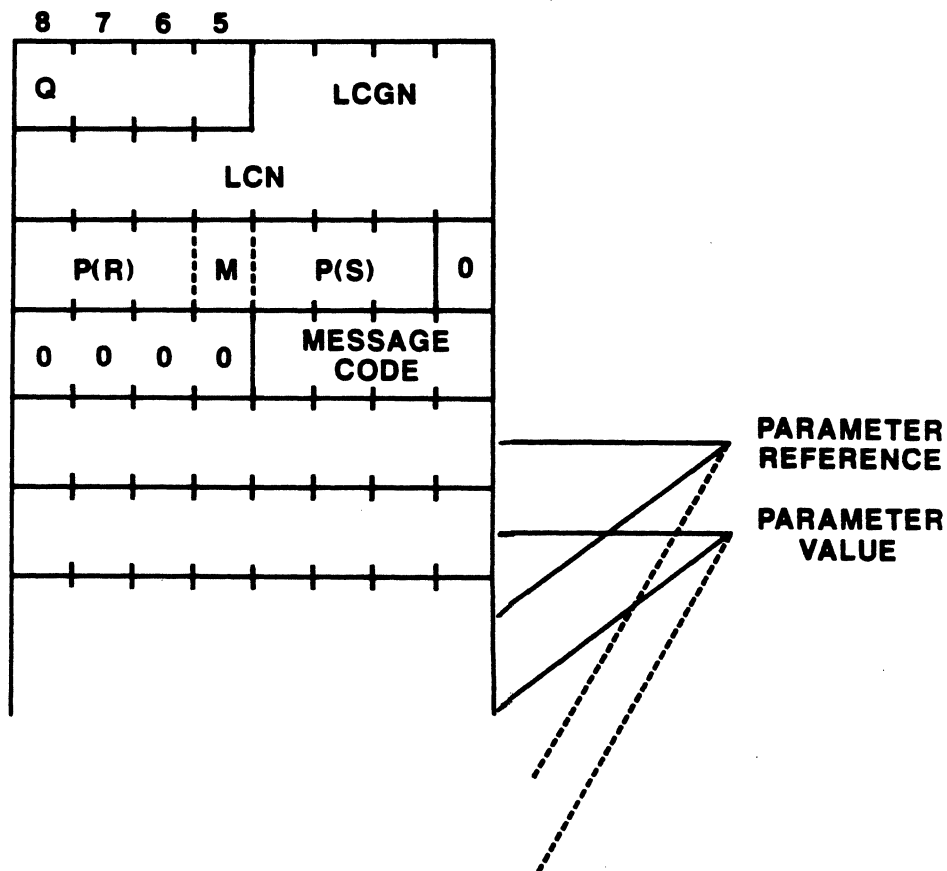 8 7 6 5
Q
LCGN
LCN
P(R) M P(S) 0
0 0 0 0 MESSAGE
CODE
PARAMETER
REFERENCE
PARAMETER
VALUE